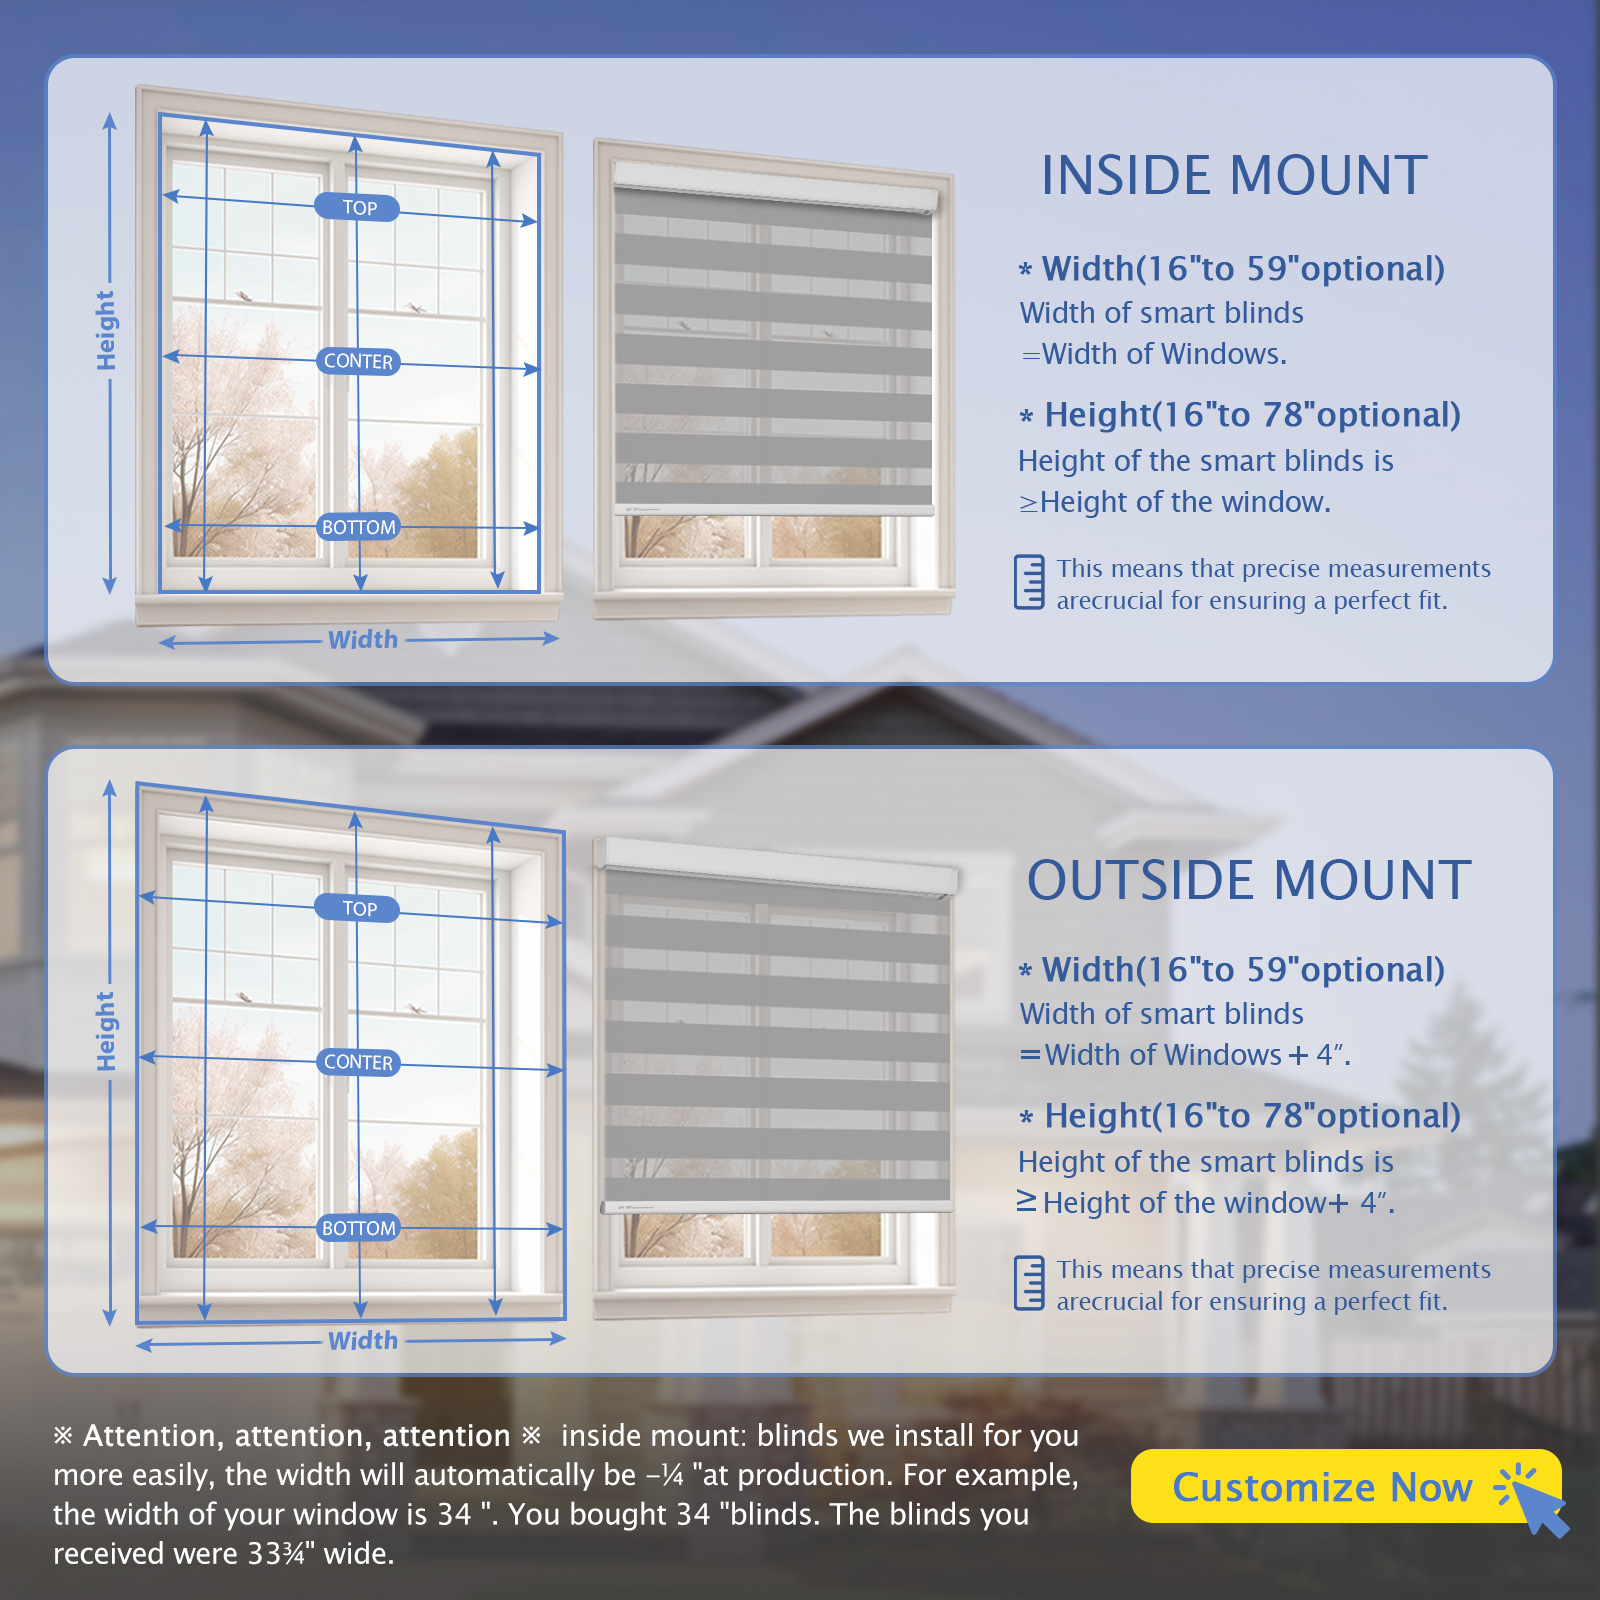 INSIDE MOUNT
* Width(16"to 59"optional)
Width of smart blinds
=Width of Windows.
* Height(16"to 78"optional)
Height of the smart blinds is
≥Height of the window.
This means that precise measurements
arecrucial for ensuring a perfect fit.
Height
TOP
CONTER
BOTTOM
Width
OUTSIDE MOUNT
* Width(16"to 59"optional)
Width of smart blinds
=Width of Windows + 4”.
* Height(16"to 78"optional)
Height of the smart blinds is
≥ Height of the window+ 4”.
This means that precise measurements
arecrucial for ensuring a perfect fit.
Height
TOP
CONTER
BOTTOM
Width
※ Attention, attention, attention ※ inside mount: blinds we install for you
more easily, the width will automatically be –¼ "at production. For example,
the width of your window is 34 ". You bought 34 "blinds. The blinds you
received were 33¾" wide.
Customize Now